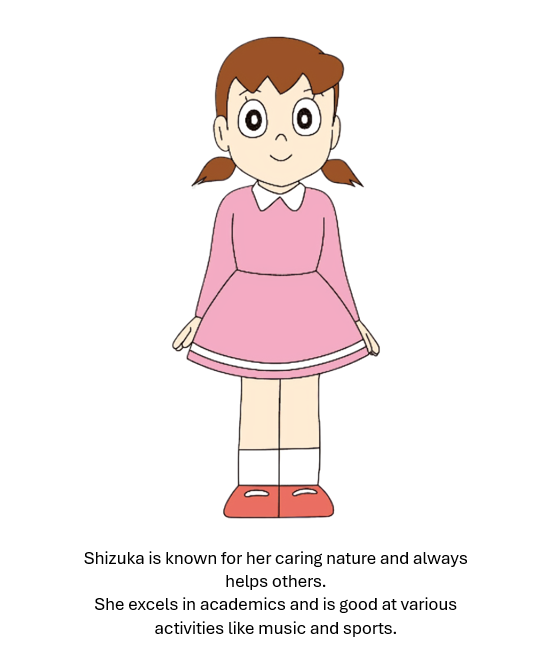 Shizuka is known for her caring nature and always
helps others.
She excels in academics and is good at various
activities like music and sports.